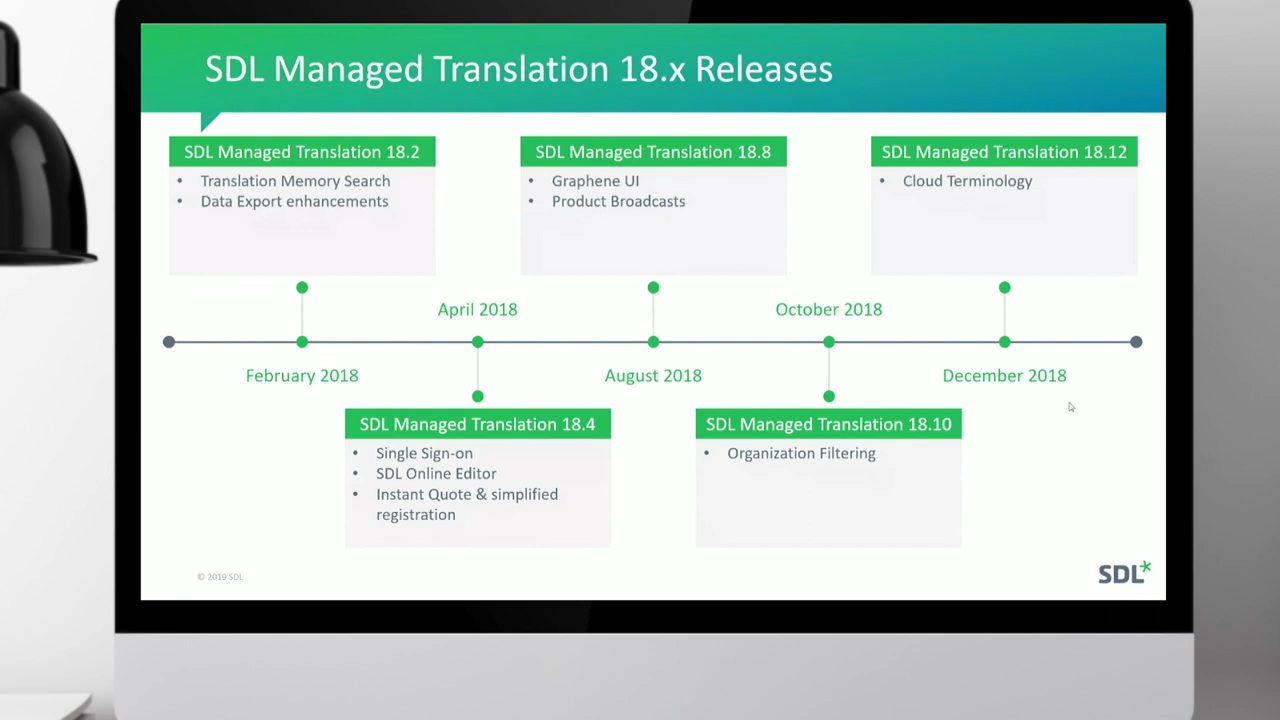 SDL Managed Translation 18.x Releases
SDL Managed Translation 18.2
• Translation Memory Search
• Data Export enhancements
SDL Managed Translation 18.8
• Graphene UI
• Product Broadcasts
SDL Managed Translation 18.12
• Cloud Terminology
April 2018
October 2018
February 2018
August 2018
December 2018
SDL Managed Translation 18.4
• Single Sign-on
• SDL Online Editor
• Instant Quote & simplified
registration
SDL Managed Translation 18.10
• Organization Filtering
© 2019 SDL
SDL*